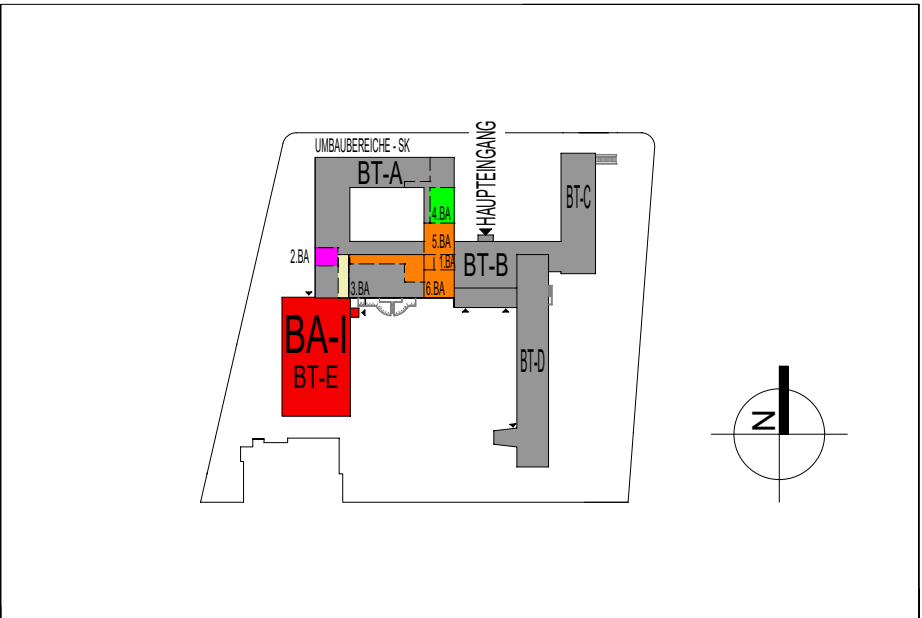 UMBAUBEREICHE - SK
HAUPTEINGANG
BT-A
BT-C
4.BA
5.BA
2.BA
1.BA
BT-B
3.BA
6.BA
BA-I
BT-E
BT-D
N